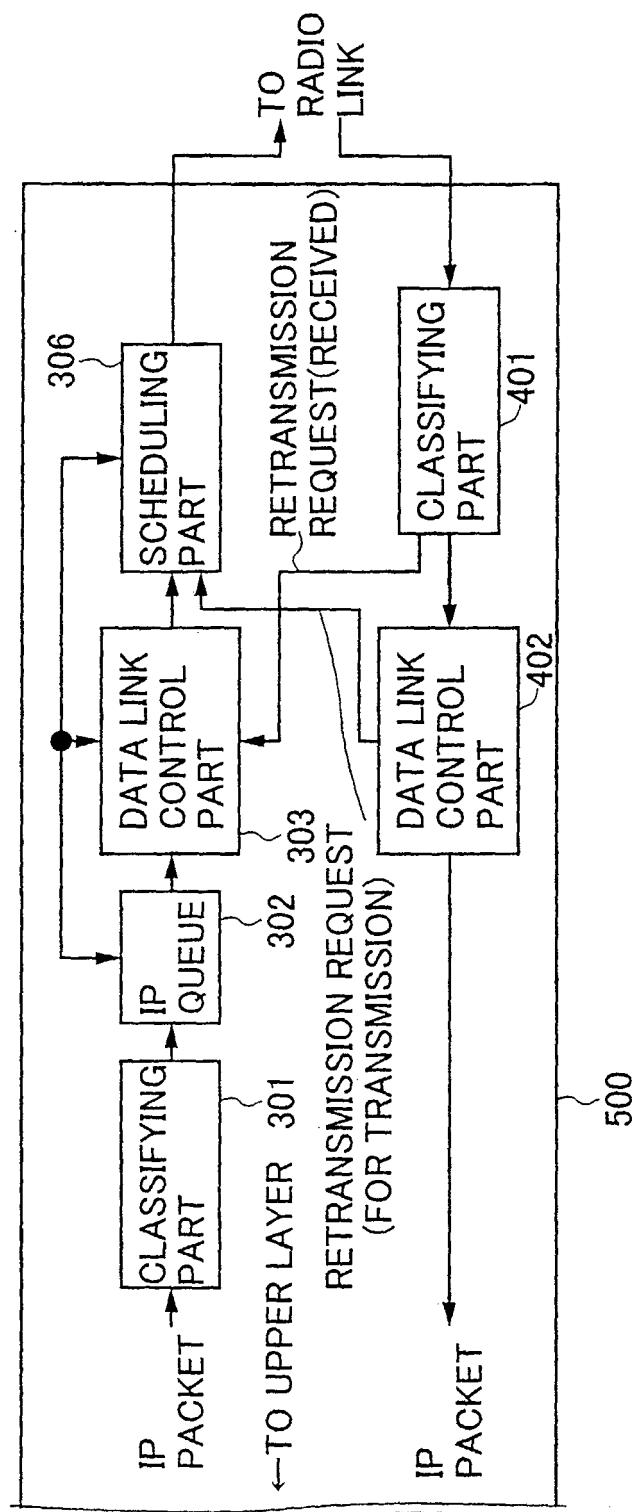 IP
PACKET
CLASSIFYING
PART
301
IP
QUEUE
302
DATA LINK
CONTROL
PART
303
SCHEDULING
PART
306
TO
RADIO
LINK
←TO UPPER LAYER
RETRANSMISSION
REQUEST(RECEIVED)
RETRANSMISSION REQUEST
(FOR TRANSMISSION)
CLASSIFYING
PART
401
DATA LINK
CONTROL
PART
402
IP
PACKET
500